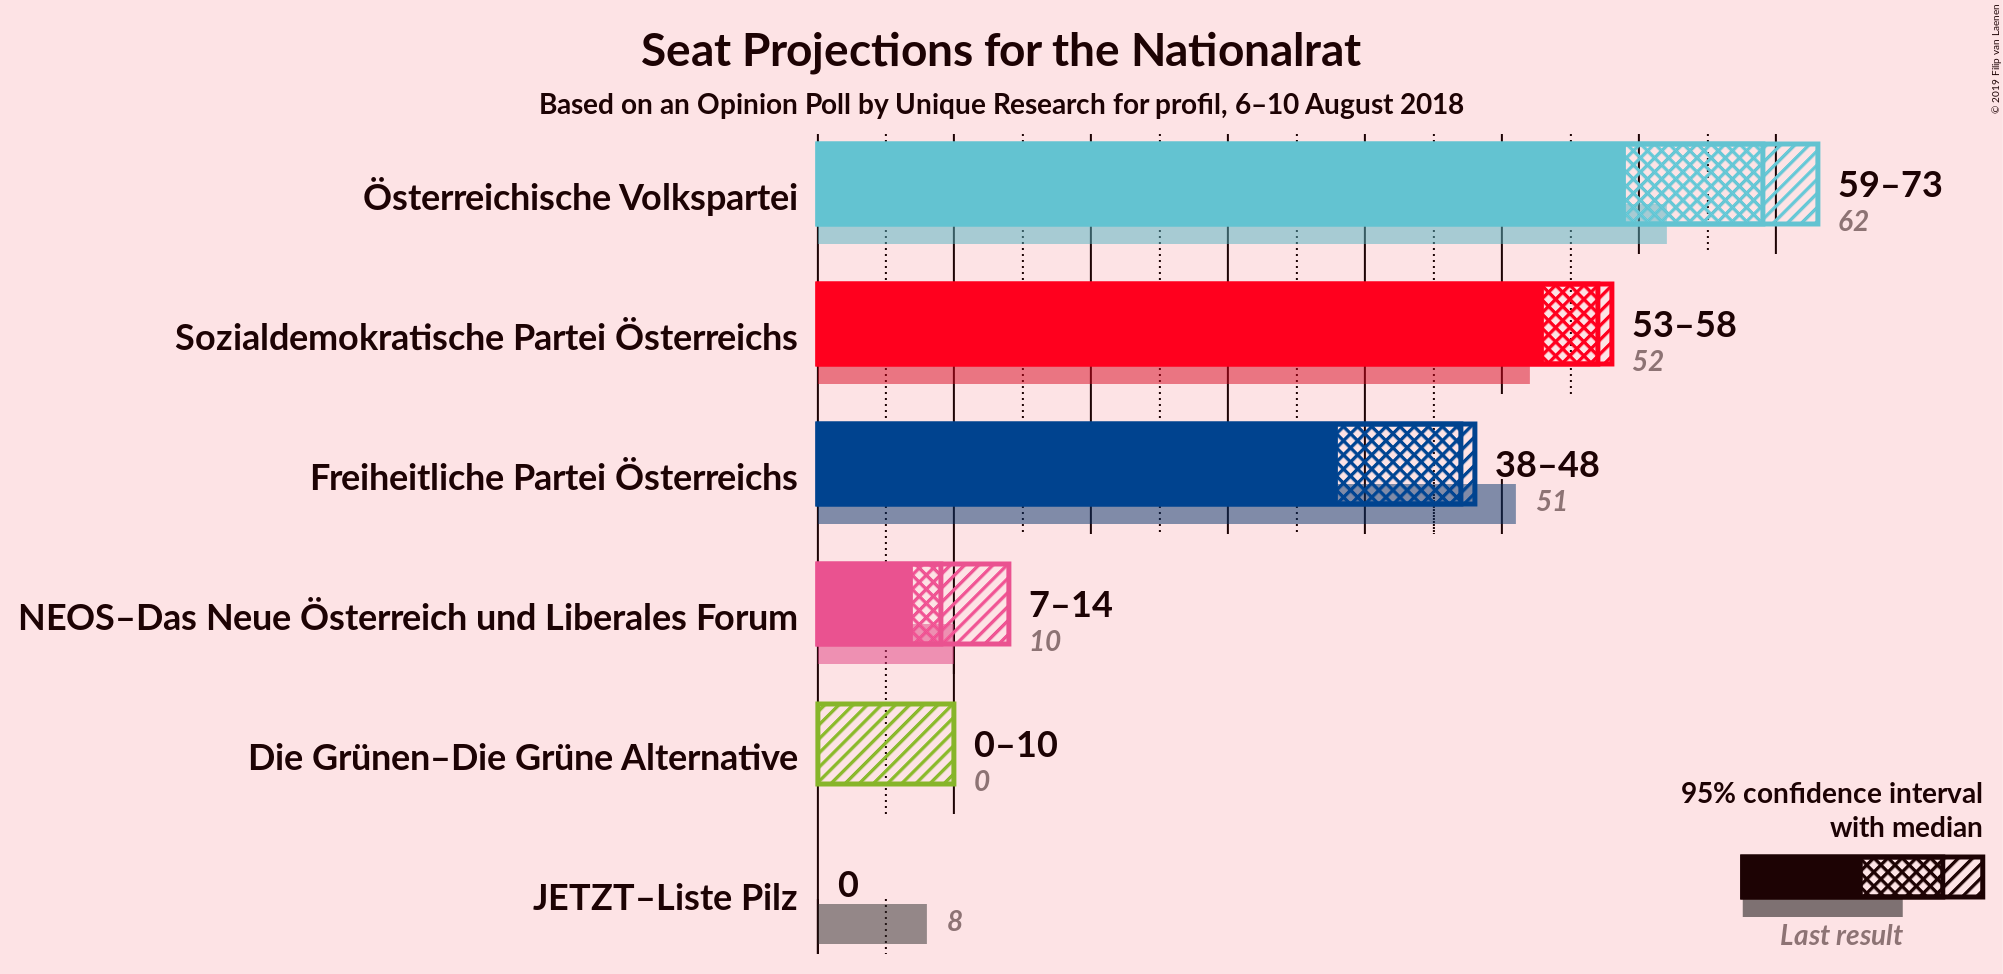 Seat Projections for the Nationalrat
Based on an Opinion Poll by Unique Research for profil, 6–10 August 2018
© 2019 Filip van Laenen
Österreichische Volkspartei
59–73
62
Sozialdemokratische Partei Österreichs
53–58
52
Freiheitliche Partei Österreichs
38–48
51
NEOS–Das Neue Österreich und Liberales Forum
7–14
10
Die Grünen–Die Grüne Alternative
0–10
0
JETZT–Liste Pilz
0
8
95% confidence interval
with median
Last result